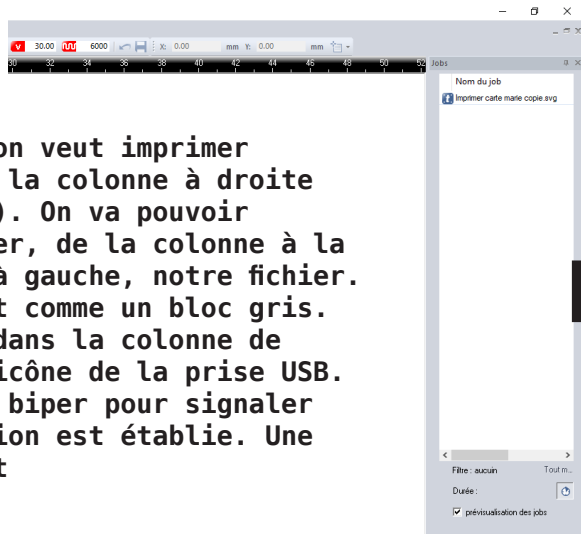 30.00 6000 X: 0.00 mm Y: 0.00 mm
30 32 34 36 38 40 42 44 46 48 50 52
Jobs
Nom du job
Imprimer carte marie copie.svg
on veut imprimer
la colonne à droite
). On va pouvoir
er, de la colonne à la
à gauche, notre fichier.
t comme un bloc gris.
dans la colonne de
icône de la prise USB.
biper pour signaler
ion est établie. Une
t
Filtre : aucuin Tout m...
Durée :
prévisualisation des jobs